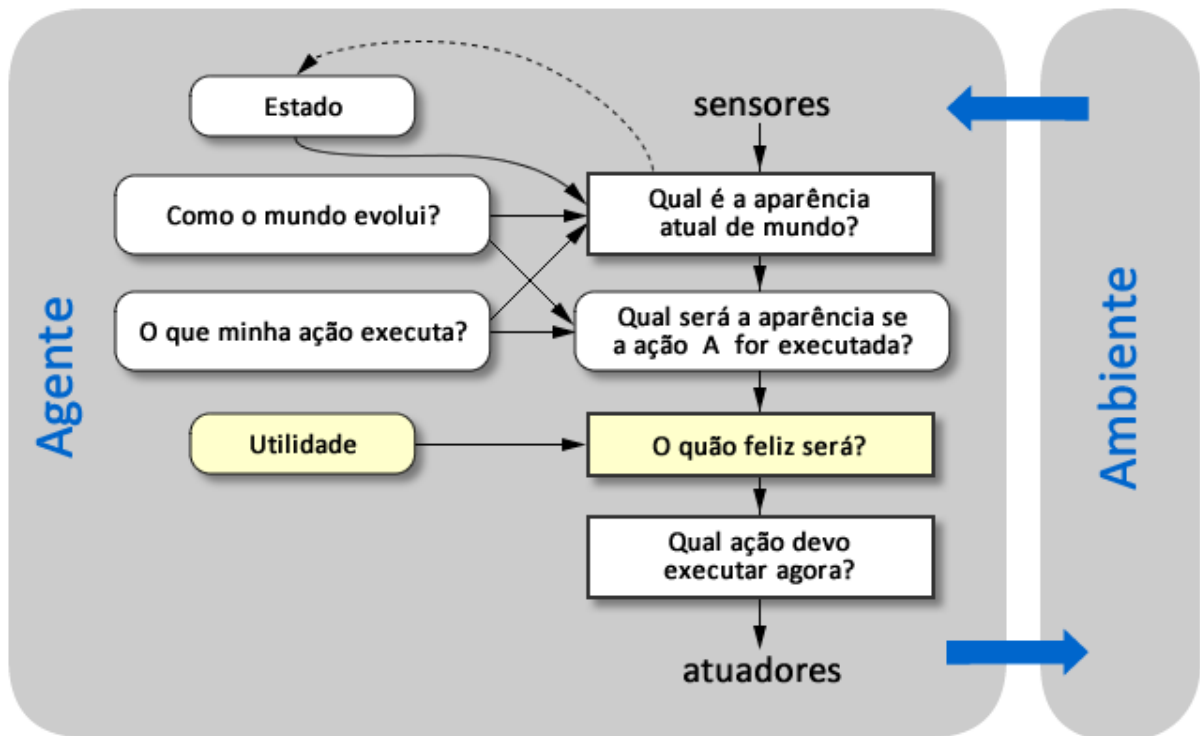 Estado
sensores
Qual é a aparência
atual de mundo?
Como o mundo evolui?
O que minha ação executa?
Qual será a aparência se
a ação A for executada?
Utilidade
O quão feliz será?
Qual ação devo
executar agora?
atuadores
Agente
Ambiente